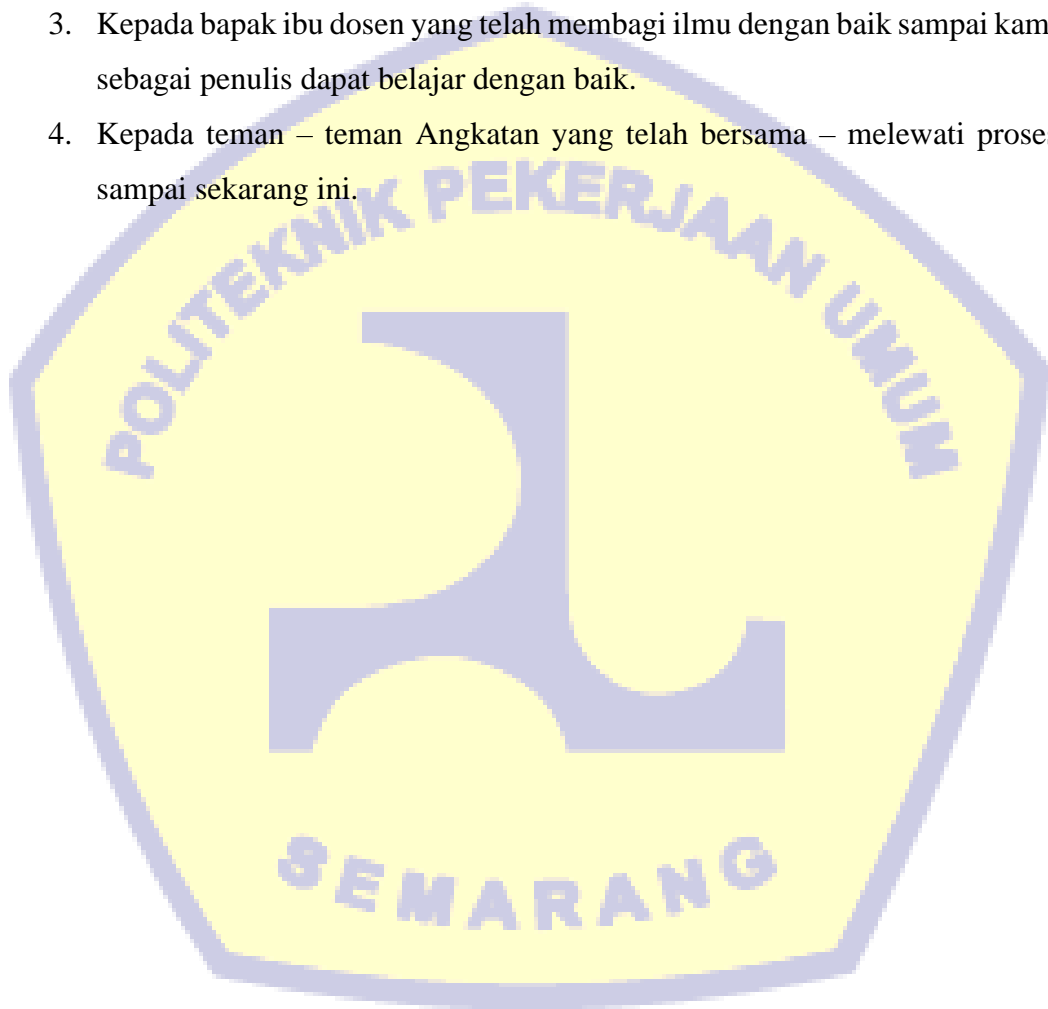 3. Kepada bapak ibu dosen yang telah membagi ilmu dengan baik sampai kam
sebagai penulis dapat belajar dengan baik.
4. Kepada teman – teman Angkatan yang telah bersama – melewati prose
sampai sekarang ini.
POLITEKNIK PEKERJAAN UMUM
SEMARANG